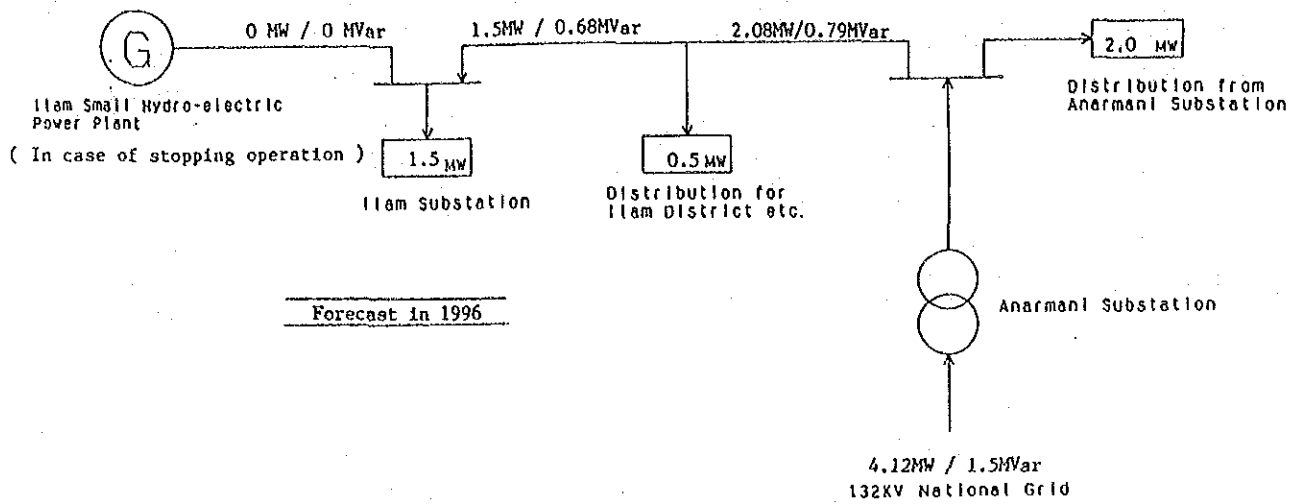 0 MW / 0 MVar
1.5MW / 0.68MVar
2.08MW/0.79MVar
G
2.0 MW
Ilam Small Hydro-electric
Power Plant
( In case of stopping operation )
1.5 MW
0.5 MW
Distribution from
Anarmani Substation
Ilam Substation
Distribution for
Ilam District etc.
Forecast in 1996
Anarmani Substation
4.12MW / 1.5MVar
132KV National Grid